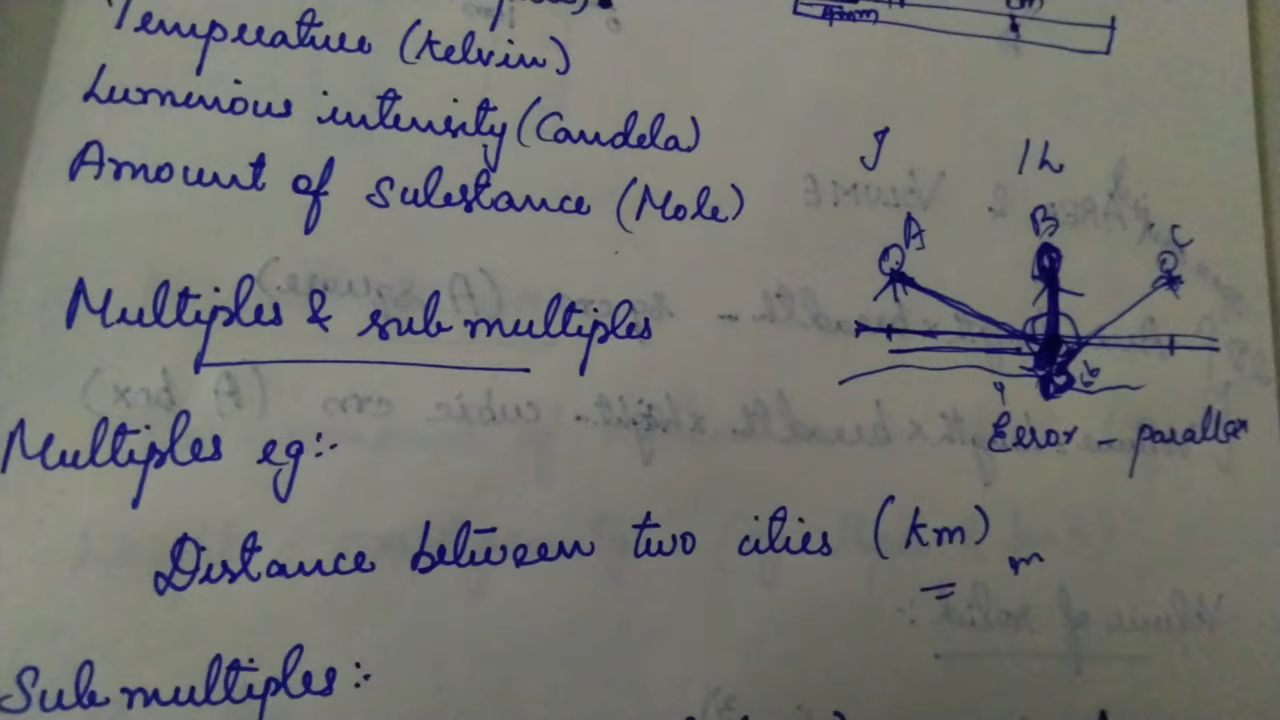 Temperature (Kelvin)
Luminous intensity (Candela)
Amount of substance (Mole)
Multiples & sub multiples
Multiples eg:-
Distance between two cities (km) m
Sub multiples:-
A
B
C
Error - parallax